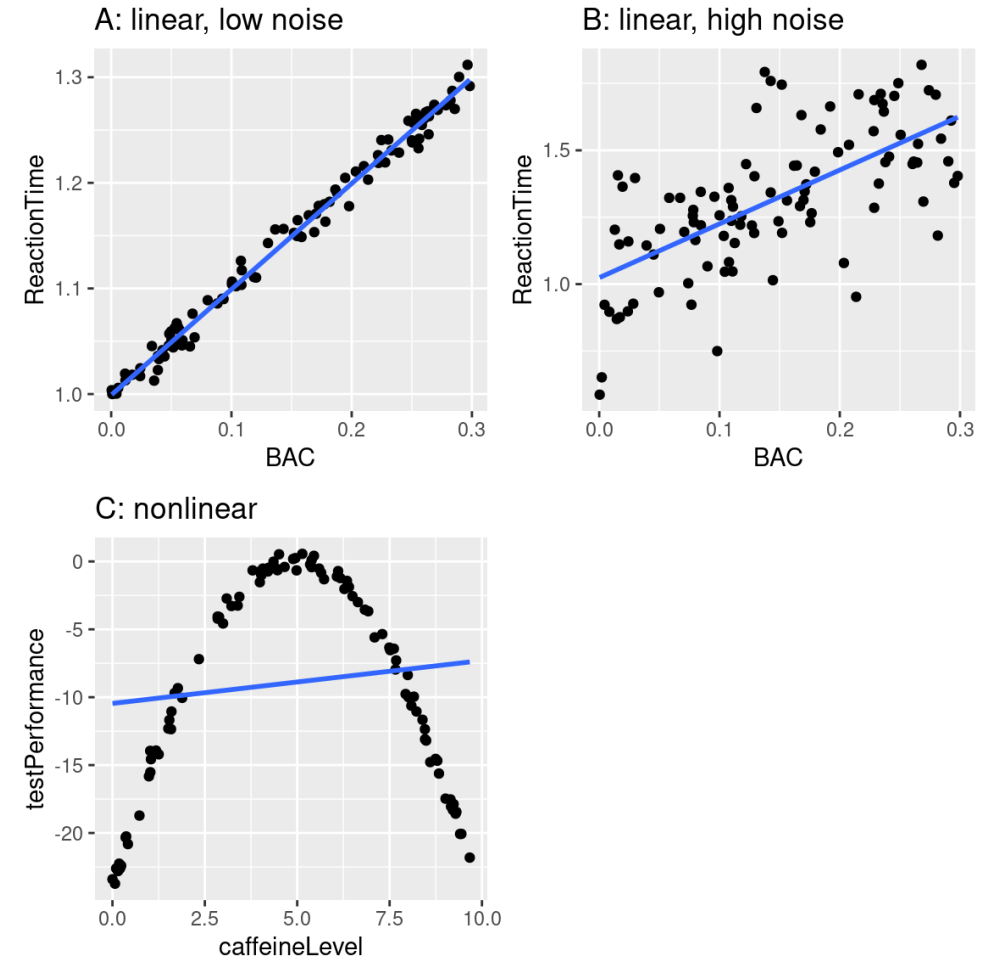 A: linear, low noise
ReactionTime
1.3
1.2
1.1
1.0
0.0 0.1 0.2 0.3
BAC
B: linear, high noise
ReactionTime
1.5
1.0
0.0 0.1 0.2 0.3
BAC
C: nonlinear
testPerformance
0
-5
-10
-15
-20
0.0 2.5 5.0 7.5 10.0
caffeineLevel